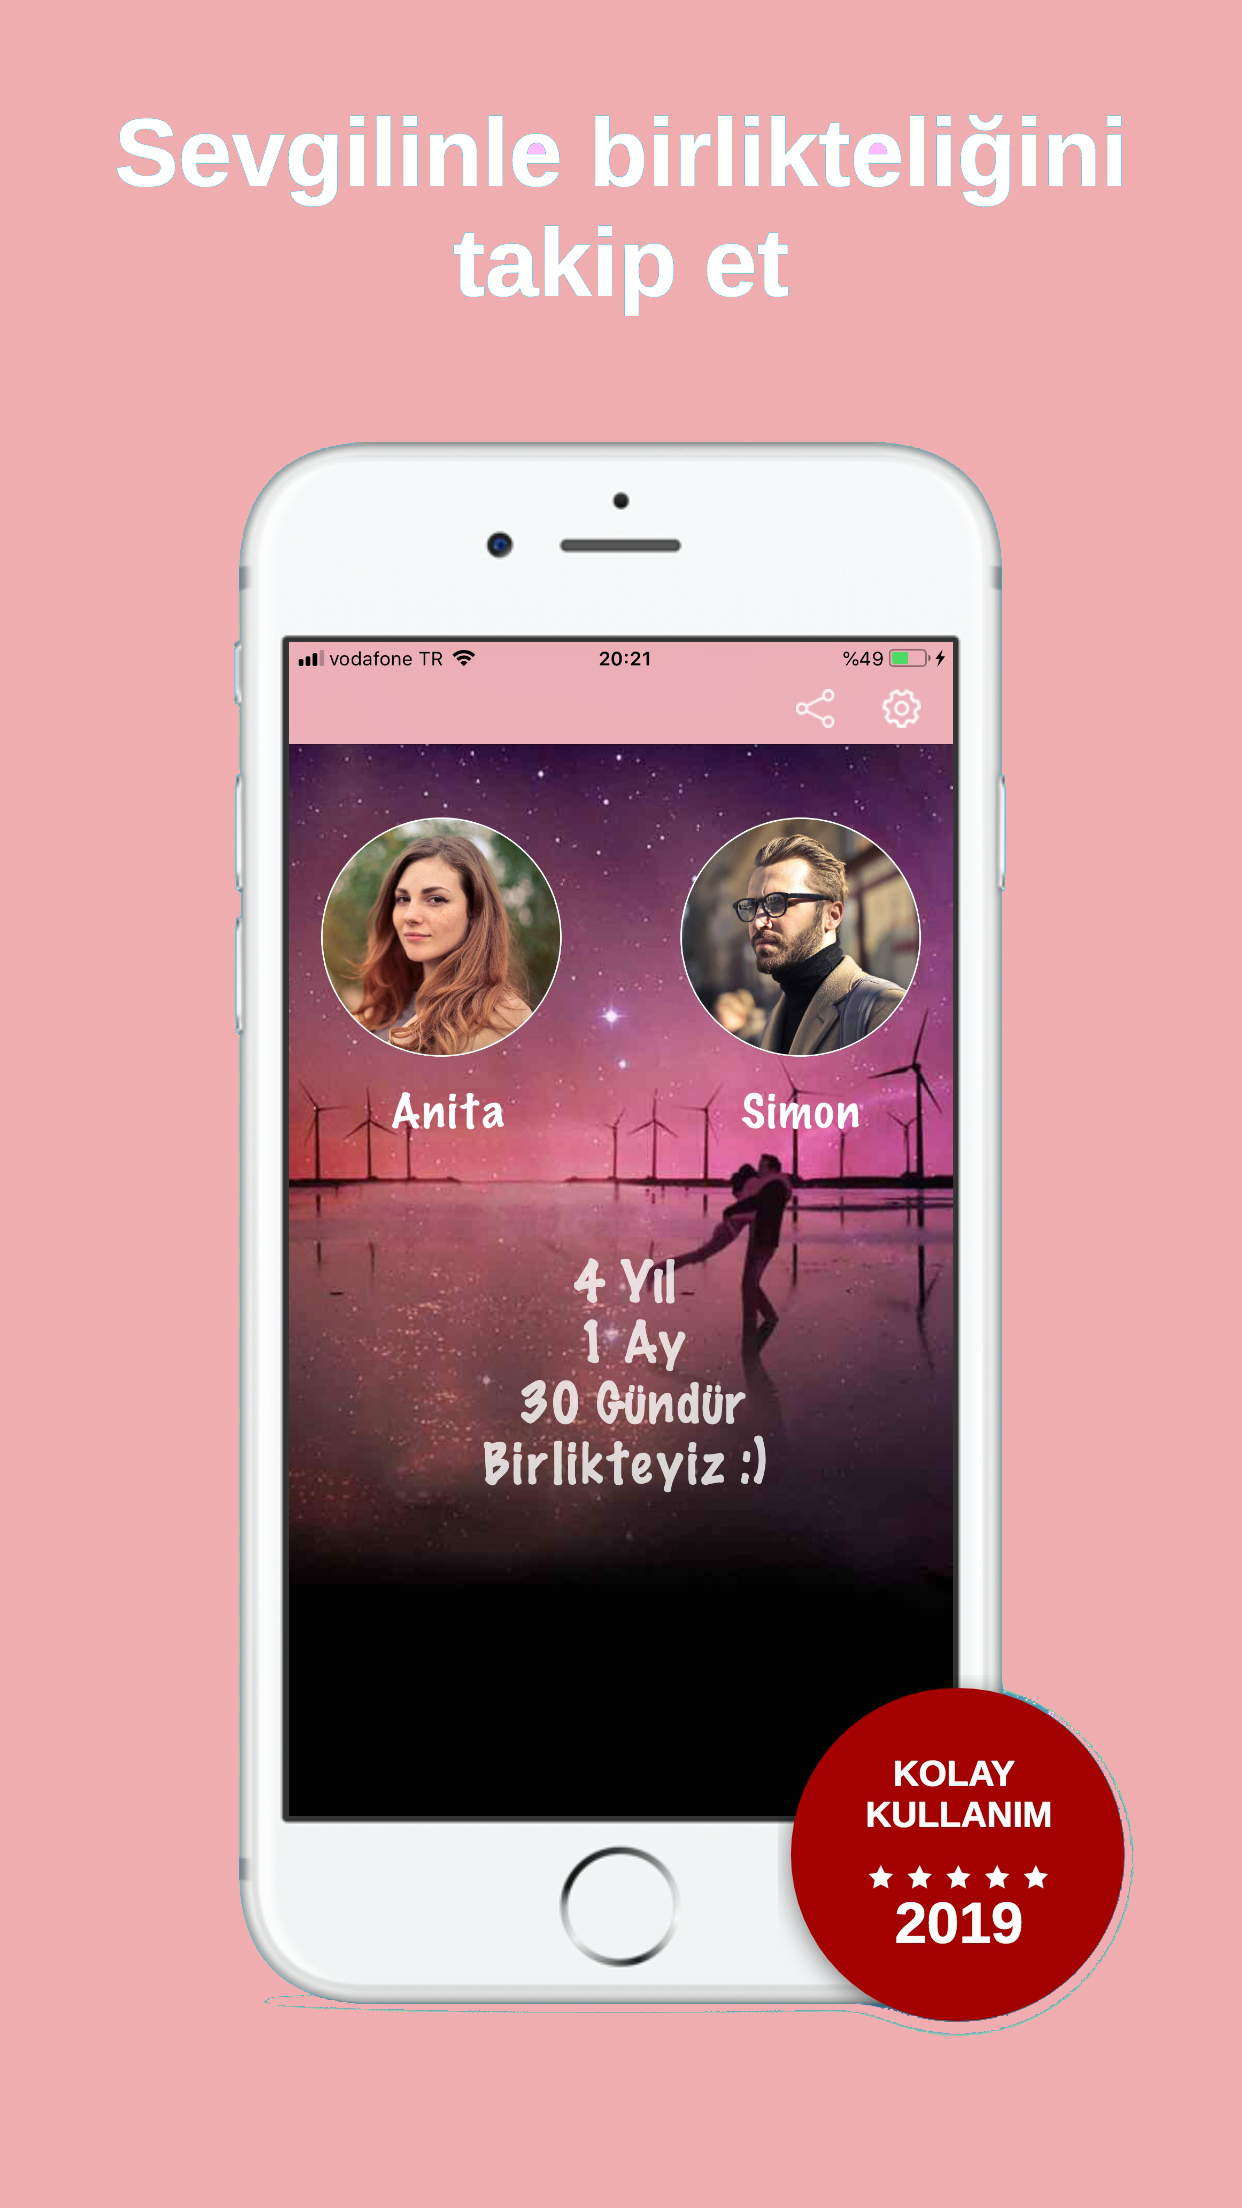 Sevgilinle birlikteliğini
takip et
vodafone TR
20:21
%49
Anita
Simon
4 Yıl
1 Ay
30 Gündür
Birlikteyiz :)
KOLAY
KULLANIM
2019